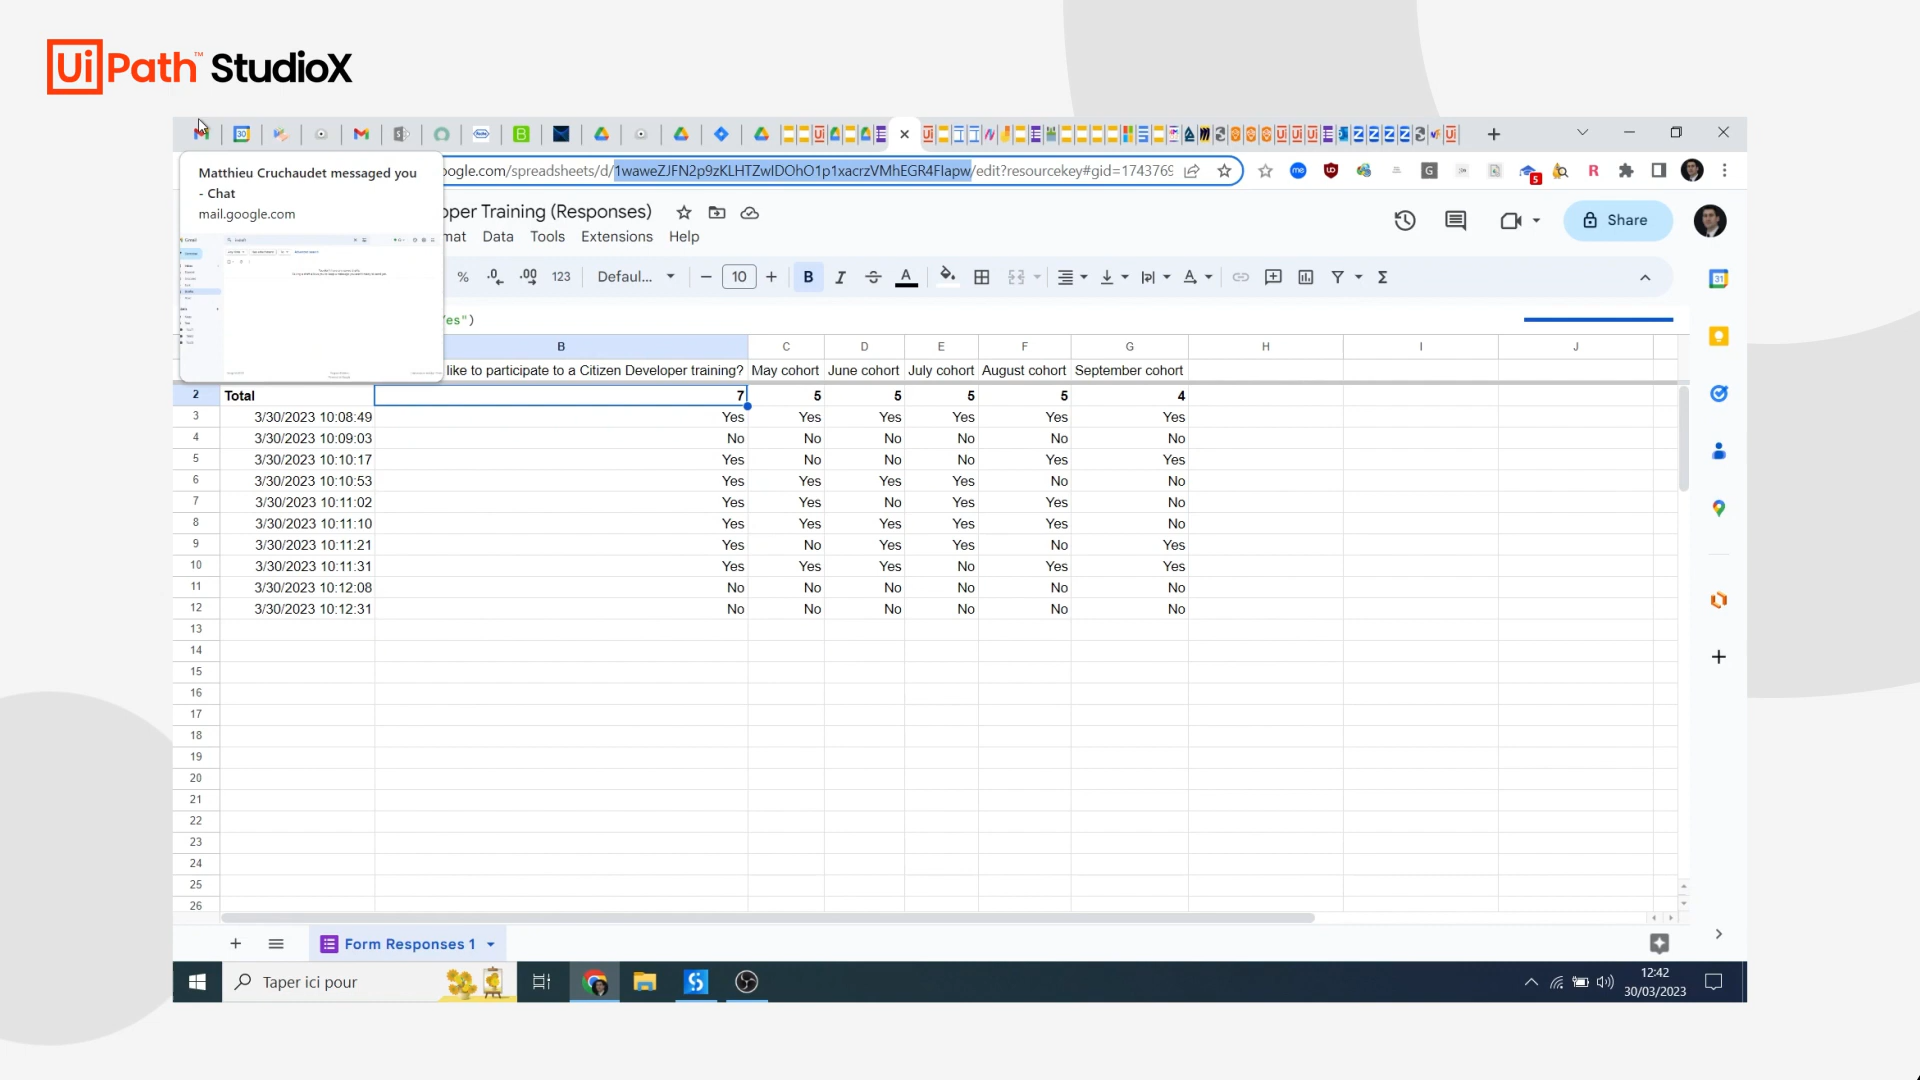 UiPath™ StudioX
Matthieu Cruchaudet messaged you
- Chat
mail.google.com
ogle.com/spreadsheets/d/1waweZJFN2p9zKLHTZwIDOhO1p1xacrzVMhEGR4FIapw/edit?resourcekey#gid=1743769
per Training (Responses)
mat Data Tools Extensions Help
Share
% .0 .00 123 Defaul... 10 B I A
es")
B C D E F G H I J
like to participate to a Citizen Developer training? May cohort June cohort July cohort August cohort September cohort
2 Total 7 5 5 5 5 4
3 3/30/2023 10:08:49 Yes Yes Yes Yes Yes Yes
4 3/30/2023 10:09:03 No No No No No No
5 3/30/2023 10:10:17 Yes No No No Yes Yes
6 3/30/2023 10:10:53 Yes Yes Yes Yes No No
7 3/30/2023 10:11:02 Yes Yes No Yes Yes No
8 3/30/2023 10:11:10 Yes Yes Yes Yes Yes No
9 3/30/2023 10:11:21 Yes No Yes Yes No Yes
10 3/30/2023 10:11:31 Yes Yes Yes No Yes Yes
11 3/30/2023 10:12:08 No No No No No No
12 3/30/2023 10:12:31 No No No No No No
13
14
15
16
17
18
19
20
21
22
23
24
25
26
Form Responses 1
Taper ici pour
12:42
30/03/2023